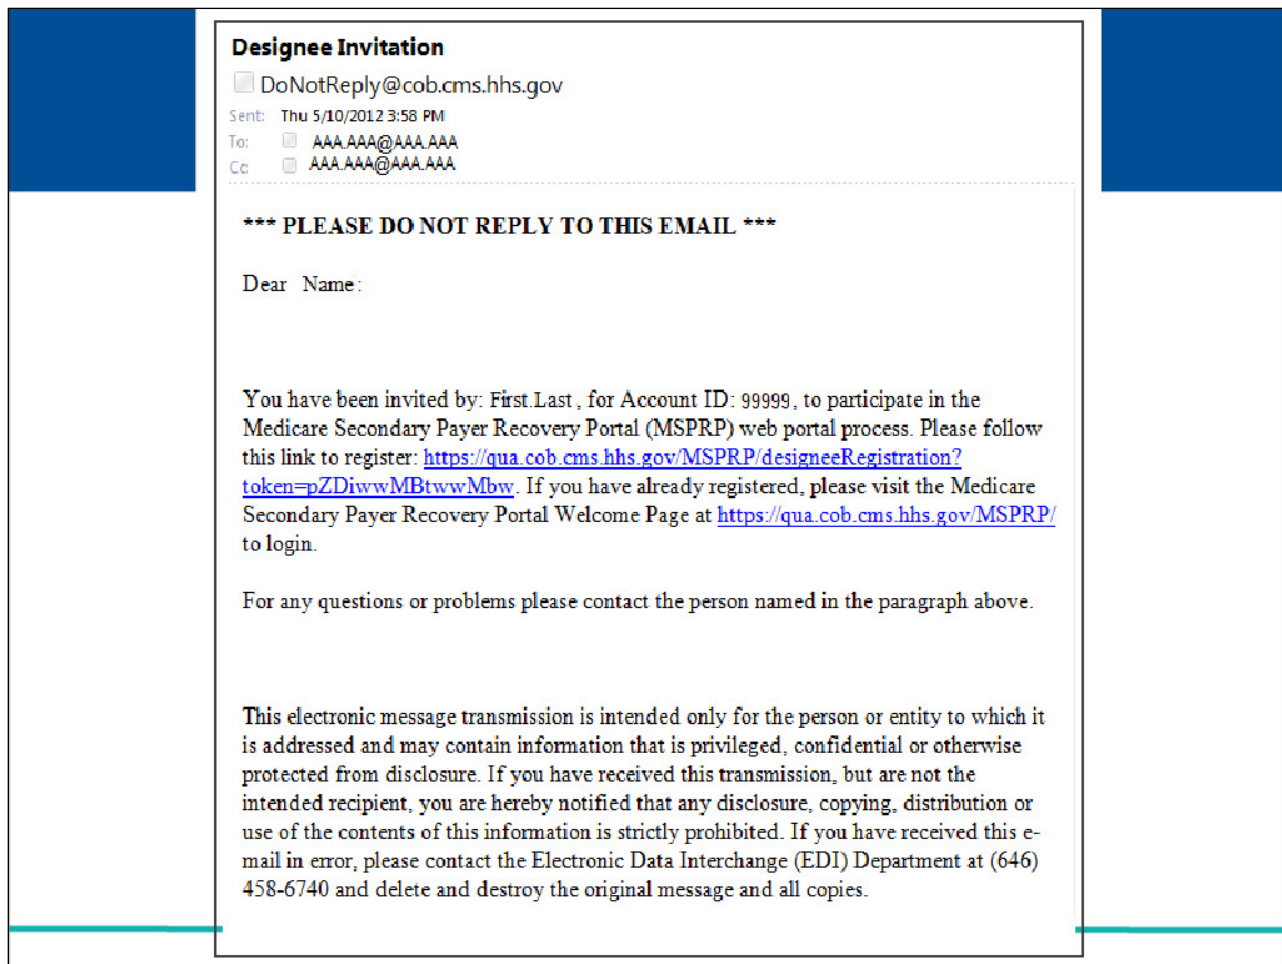 Designee Invitation
DoNotReply@cob.cms.hhs.gov
Sent: Thu 5/10/2012 3:58 PM
To: AAA.AAA@AAA.AAA
Cc: AAA.AAA@AAA.AAA
*** PLEASE DO NOT REPLY TO THIS EMAIL ***
Dear Name:
You have been invited by: First.Last, for Account ID: 99999, to participate in the
Medicare Secondary Payer Recovery Portal (MSPRP) web portal process. Please follow
this link to register: https://qua.cob.cms.hhs.gov/MSPRP/designeeRegistration?
token=pZDiwwMBtwwMbw. If you have already registered, please visit the Medicare
Secondary Payer Recovery Portal Welcome Page at https://qua.cob.cms.hhs.gov/MSPRP/
to login.
For any questions or problems please contact the person named in the paragraph above.
This electronic message transmission is intended only for the person or entity to which it
is addressed and may contain information that is privileged, confidential or otherwise
protected from disclosure. If you have received this transmission, but are not the
intended recipient, you are hereby notified that any disclosure, copying, distribution or
use of the contents of this information is strictly prohibited. If you have received this e-
mail in error, please contact the Electronic Data Interchange (EDI) Department at (646)
458-6740 and delete and destroy the original message and all copies.